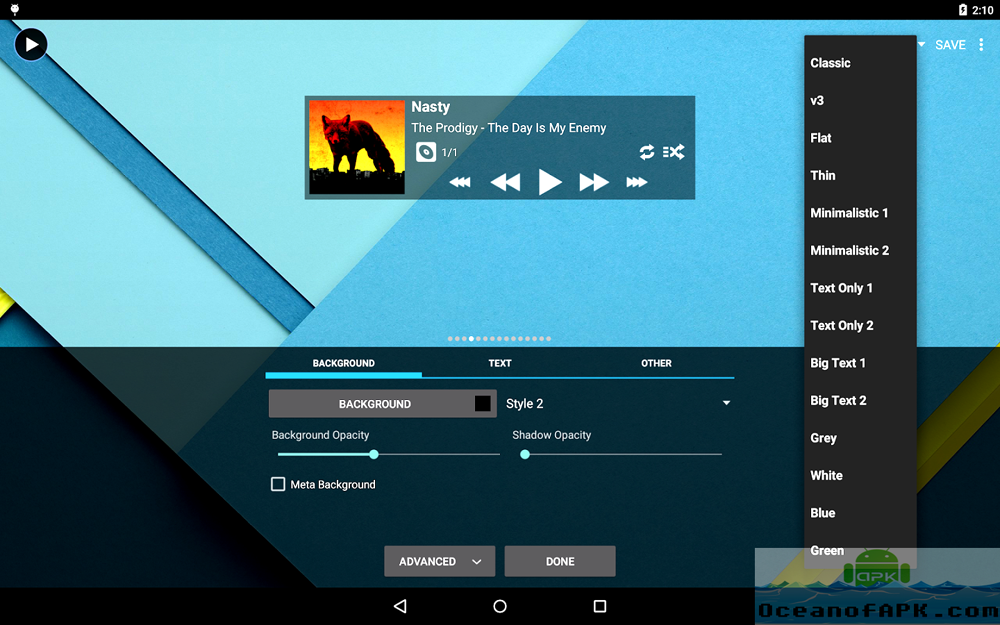 2:10
SAVE
Nasty
The Prodigy - The Day Is My Enemy
1/1
Classic
v3
Flat
Thin
Minimalistic 1
Minimalistic 2
Text Only 1
Text Only 2
Big Text 1
Big Text 2
Grey
White
Blue
Green
BACKGROUND
TEXT
OTHER
BACKGROUND
Style 2
Background Opacity
Shadow Opacity
Meta Background
ADVANCED
DONE
APK
OceanofAPK.com